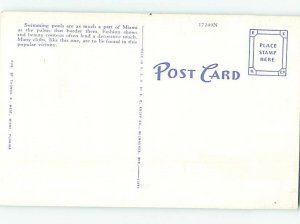 Swimming pools are as much a part of Miami
as the palms that border them. Fashion shows
and beauty contests often lend a decorative touch.
Many clubs, like this one, are to be found in this
popular vicinity.
17249N
PLACE
STAMP
HERE
POST CARD